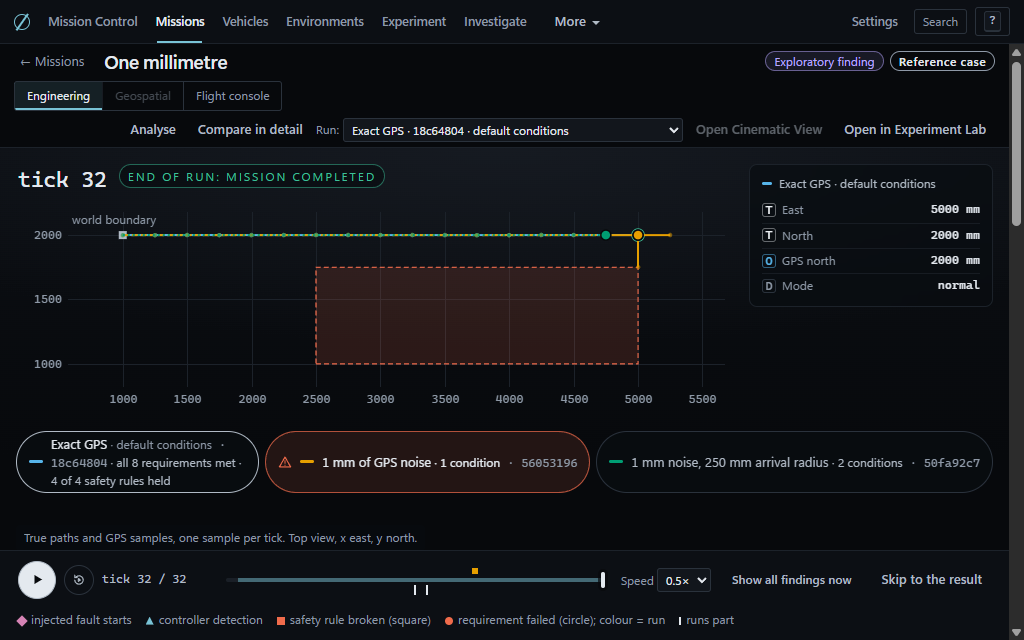 Mission Control Missions Vehicles Environments Experiment Investigate More Settings Search ?
← Missions One millimetre Exploratory finding Reference case
Engineering Geospatial Flight console
Analyse Compare in detail Run: Exact GPS · 18c64804 · default conditions Open Cinematic View Open in Experiment Lab
tick 32 END OF RUN: MISSION COMPLETED
Exact GPS · default conditions
T East 5000 mm
T North 2000 mm
O GPS north 2000 mm
D Mode normal
world boundary
2000
1500
1000
1000 1500 2000 2500 3000 3500 4000 4500 5000 5500
Exact GPS · default conditions ·
18c64804 · all 8 requirements met ·
4 of 4 safety rules held
1 mm of GPS noise · 1 condition · 56053196
1 mm noise, 250 mm arrival radius · 2 conditions · 50fa92c7
True paths and GPS samples, one sample per tick. Top view, x east, y north.
tick 32 / 32 Speed 0.5× Show all findings now Skip to the result
injected fault starts controller detection safety rule broken (square) requirement failed (circle); colour = run runs part